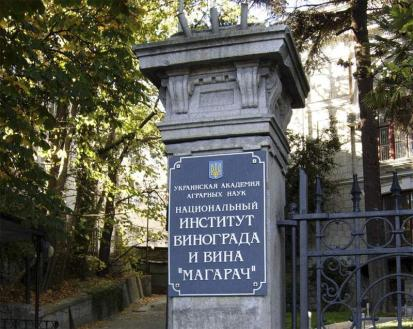 УКРАИНСКАЯ АКАДЕМИЯ
АГРАРНЫХ НАУК
НАЦИОНАЛЬНЫЙ
ИНСТИТУТ
ВИНОГРАДА
И ВИНА
"МАГАРАЧ"